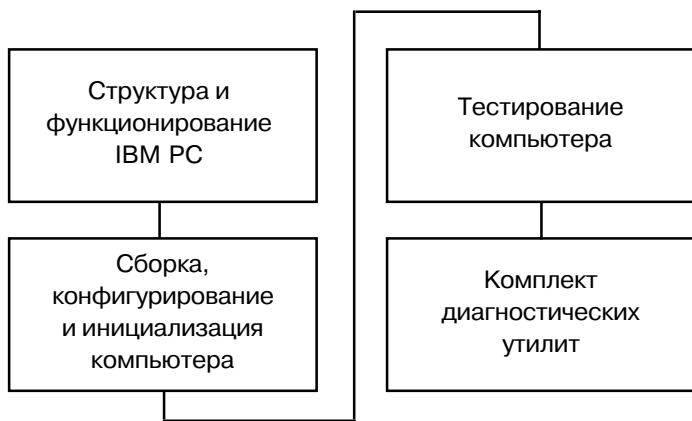 Структура и
функционирование
IBM PC
Сборка,
конфигурирование
и инициализация
компьютера
Тестирование
компьютера
Комплект
диагностических
утилит